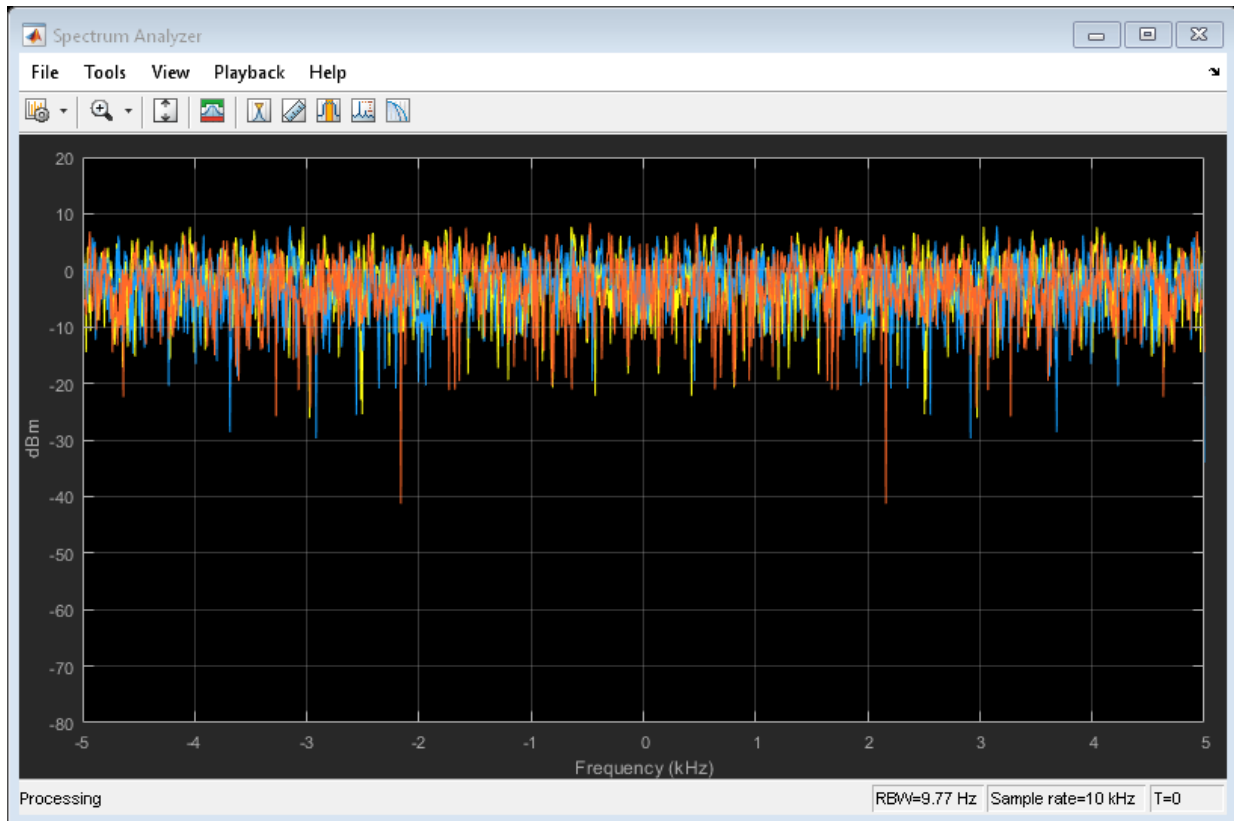 Spectrum Analyzer
File Tools View Playback Help
20
10
0
-10
-20
-30
-40
-50
-60
-70
-80
dBm
-5 -4 -3 -2 -1 0 1 2 3 4 5
Frequency (kHz)
Processing RBW=9.77 Hz Sample rate=10 kHz T=0